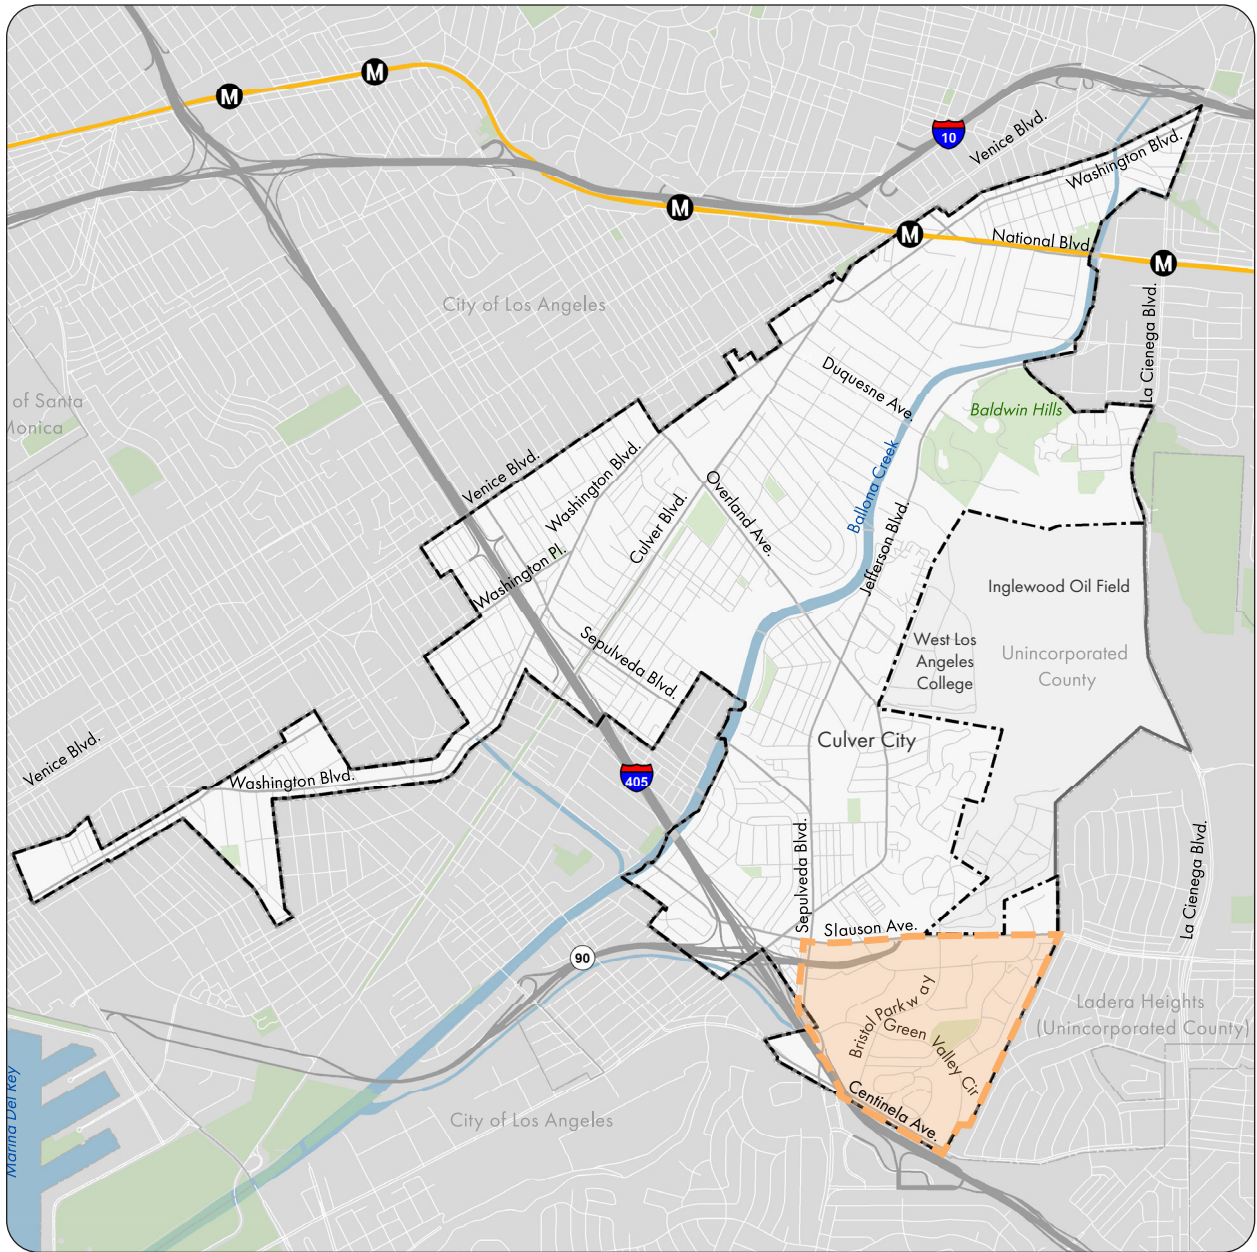 M
M
10
Venice Blvd.
Washington Blvd.
M
M
National Blvd.
M
City of Los Angeles
La Cienega Blvd.
Duquesne Ave.
of Santa
Monica
Baldwin Hills
Venice Blvd.
Washington Blvd.
Ballona Creek
Overland Ave.
Culver Blvd.
Jefferson Blvd.
Washington Pl.
Inglewood Oil Field
West Los
Angeles
College
Unincorporated
County
Sepulveda Blvd.
Culver City
Venice Blvd.
Washington Blvd.
405
Sepulveda Blvd.
La Cienega Blvd.
Slauson Ave.
90
Bristol Parkway
Green Valley Cir
Ladera Heights
(Unincorporated County)
Centinela Ave.
City of Los Angeles
Marina Del Rey